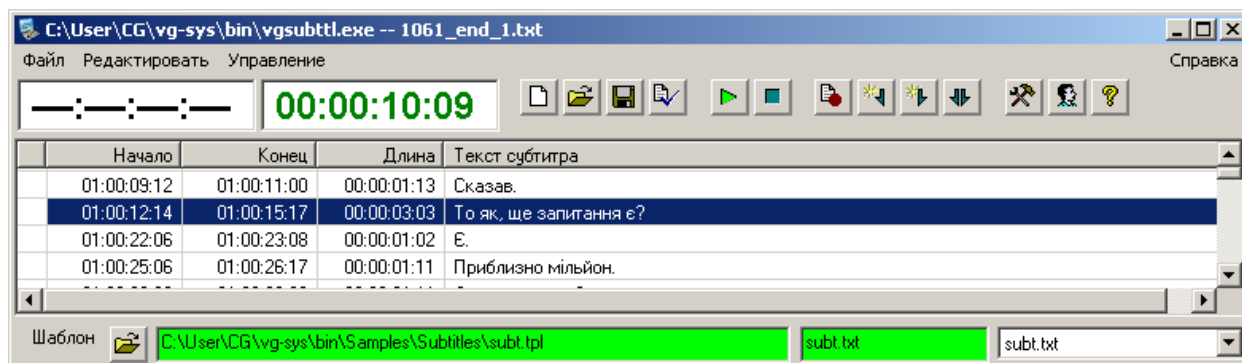 C:\User\CG\vg-sys\bin\vgsubttl.exe -- 1061_end_1.txt
Файл Редактировать Управление Справка
00:00:10:09
Начало Конец Длина Текст субтитра
01:00:09:12 01:00:11:00 00:00:01:13 Сказав.
01:00:12:14 01:00:15:17 00:00:03:03 То як, ще запитання є?
01:00:22:06 01:00:23:08 00:00:01:02 Є.
01:00:25:06 01:00:26:17 00:00:01:11 Приблизно мільйон.
Шаблон C:\User\CG\vg-sys\bin\Samples\Subtitles\subt.tpl subt.txt subt.txt